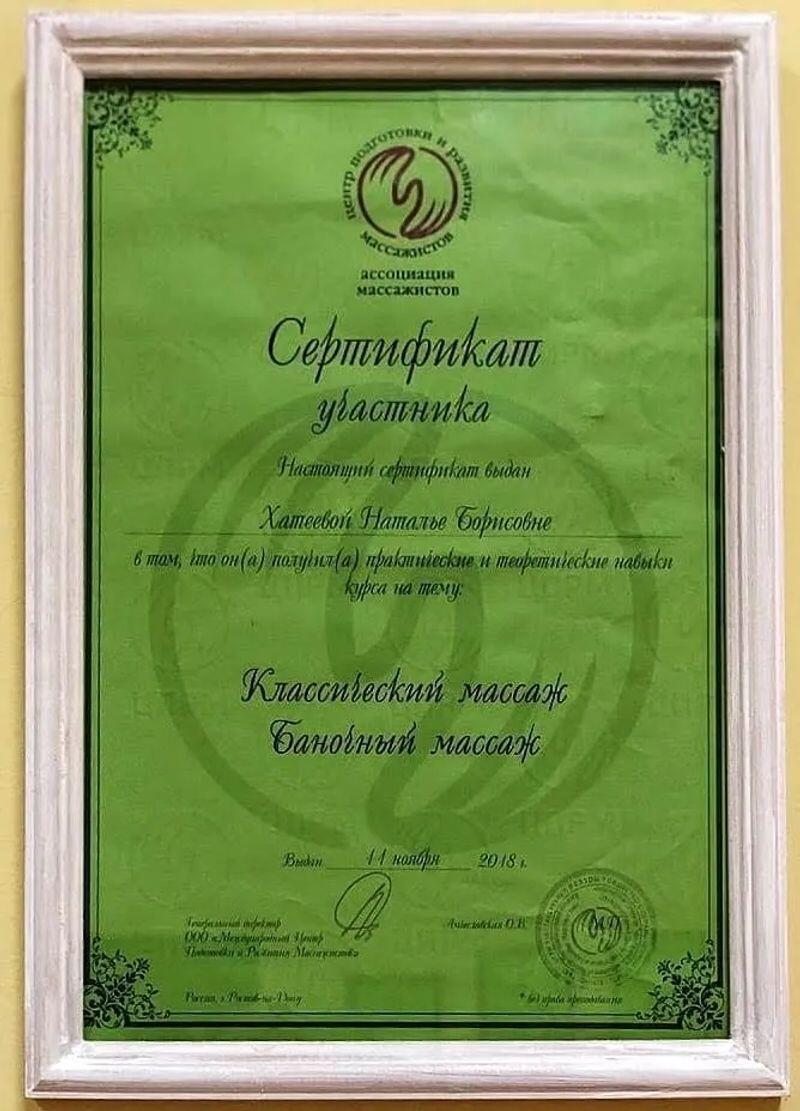 центр подготовки и развития
массажистов
ассоциация
массажистов
Сертификат
участника
Настоящий сертификат выдан
Хатеевой Наталье Борисовне
в том, что он(а) получил(а) практические и теоретические навыки
курса на тему:
Классический массаж
Баночный массаж
Выдан 11 ноября 2018 г.
Генеральный директор
ООО «Международный Центр
Подготовки и Развития Массажистов»
О.В.
МП
Россия, г. Ростов-на-Дону
* без права преподавания